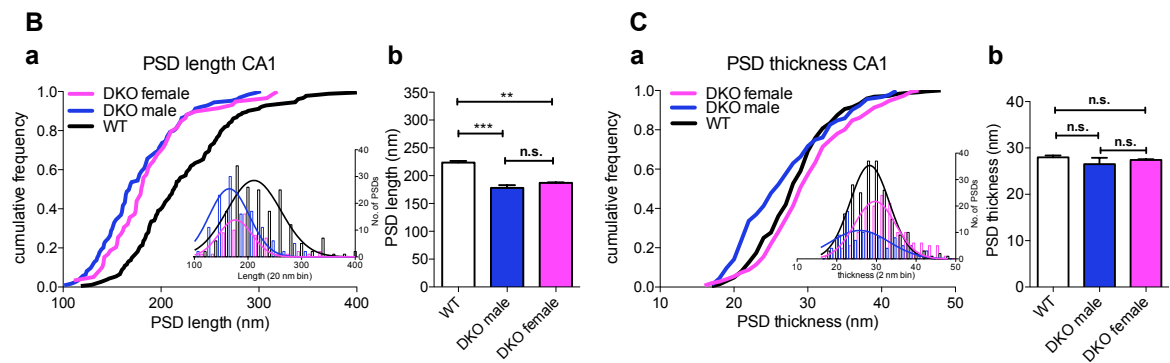 B
a
PSD length CA1
DKO female
DKO male
WT
cumulative frequency
1.0
0.8
0.6
0.4
0.2
0.0
100
200
300
400
PSD length (nm)
40
30
20
10
0
No. of PSDs
100
200
300
400
Length (20 nm bin)
b
PSD length (nm)
350
300
250
200
150
100
50
0
**
***
n.s.
WT
DKO male
DKO female
C
a
PSD thickness CA1
DKO female
DKO male
WT
cumulative frequency
1.0
0.8
0.6
0.4
0.2
0.0
10
20
30
40
50
PSD thickness (nm)
40
30
20
10
0
No. of PSDs
10
20
30
40
50
thickness (2 nm bin)
b
PSD thickness (nm)
40
30
20
10
0
n.s.
n.s.
n.s.
WT
DKO male
DKO female